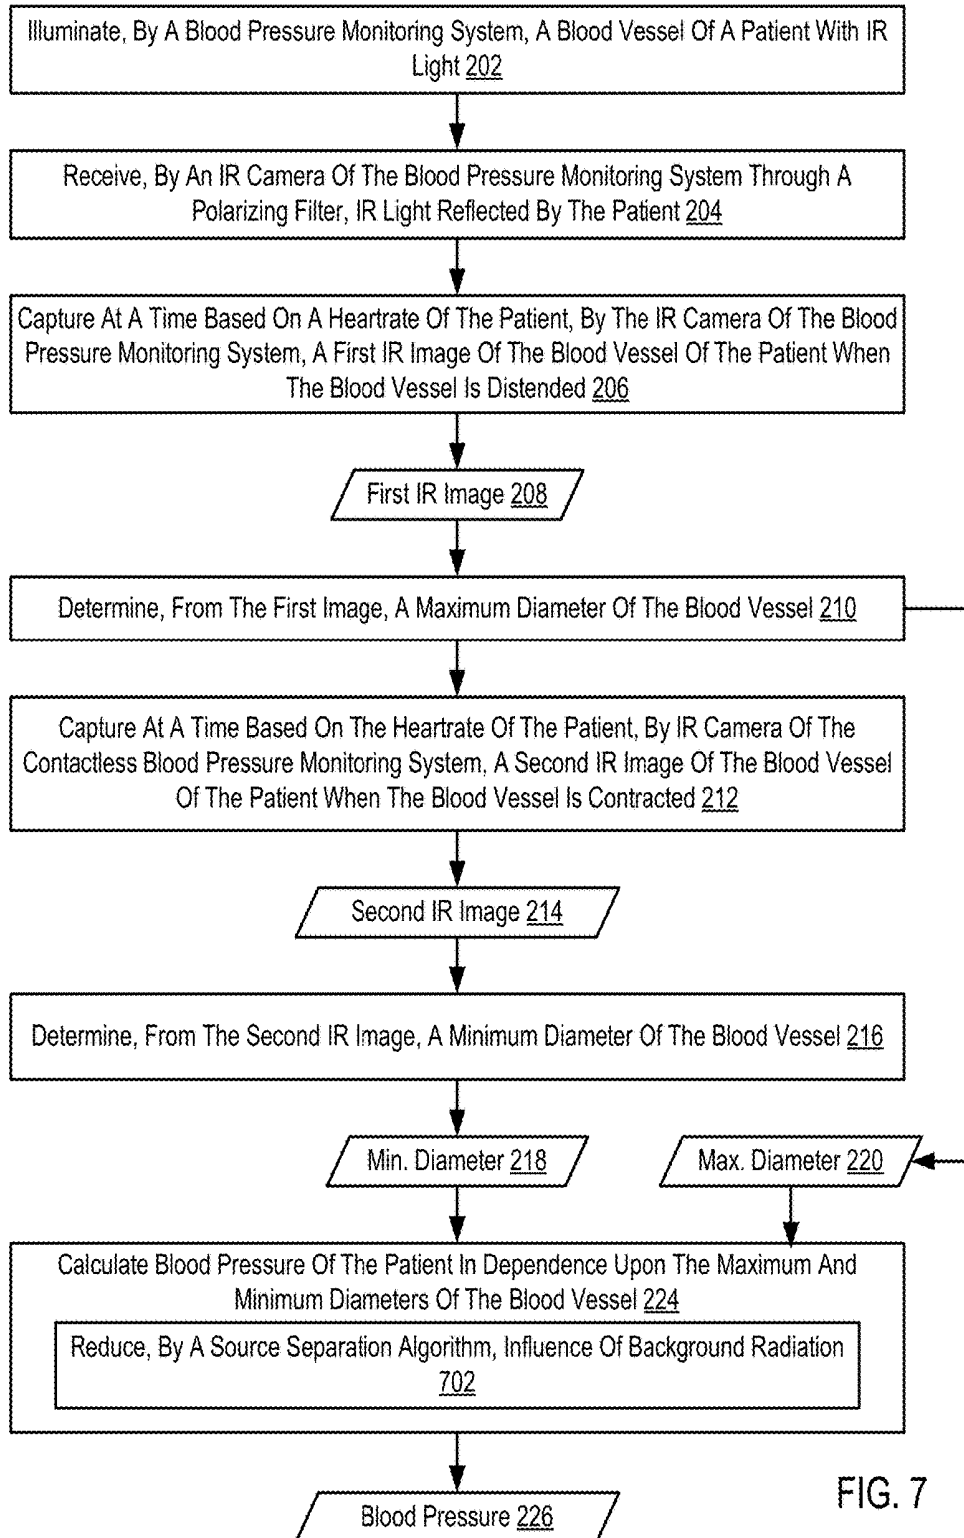 Illuminate, By A Blood Pressure Monitoring System, A Blood Vessel Of A Patient With IR
Light 202
Receive, By An IR Camera Of The Blood Pressure Monitoring System Through A
Polarizing Filter, IR Light Reflected By The Patient 204
Capture At A Time Based On A Heartrate Of The Patient, By The IR Camera Of The Blood
Pressure Monitoring System, A First IR Image Of The Blood Vessel Of The Patient When
The Blood Vessel Is Distended 206
First IR Image 208
Determine, From The First Image, A Maximum Diameter Of The Blood Vessel 210
Capture At A Time Based On The Heartrate Of The Patient, By IR Camera Of The
Contactless Blood Pressure Monitoring System, A Second IR Image Of The Blood Vessel
Of The Patient When The Blood Vessel Is Contracted 212
Second IR Image 214
Determine, From The Second IR Image, A Minimum Diameter Of The Blood Vessel 216
Min. Diameter 218
Max. Diameter 220
Calculate Blood Pressure Of The Patient In Dependence Upon The Maximum And
Minimum Diameters Of The Blood Vessel 224
Reduce, By A Source Separation Algorithm, Influence Of Background Radiation
702
Blood Pressure 226
FIG. 7